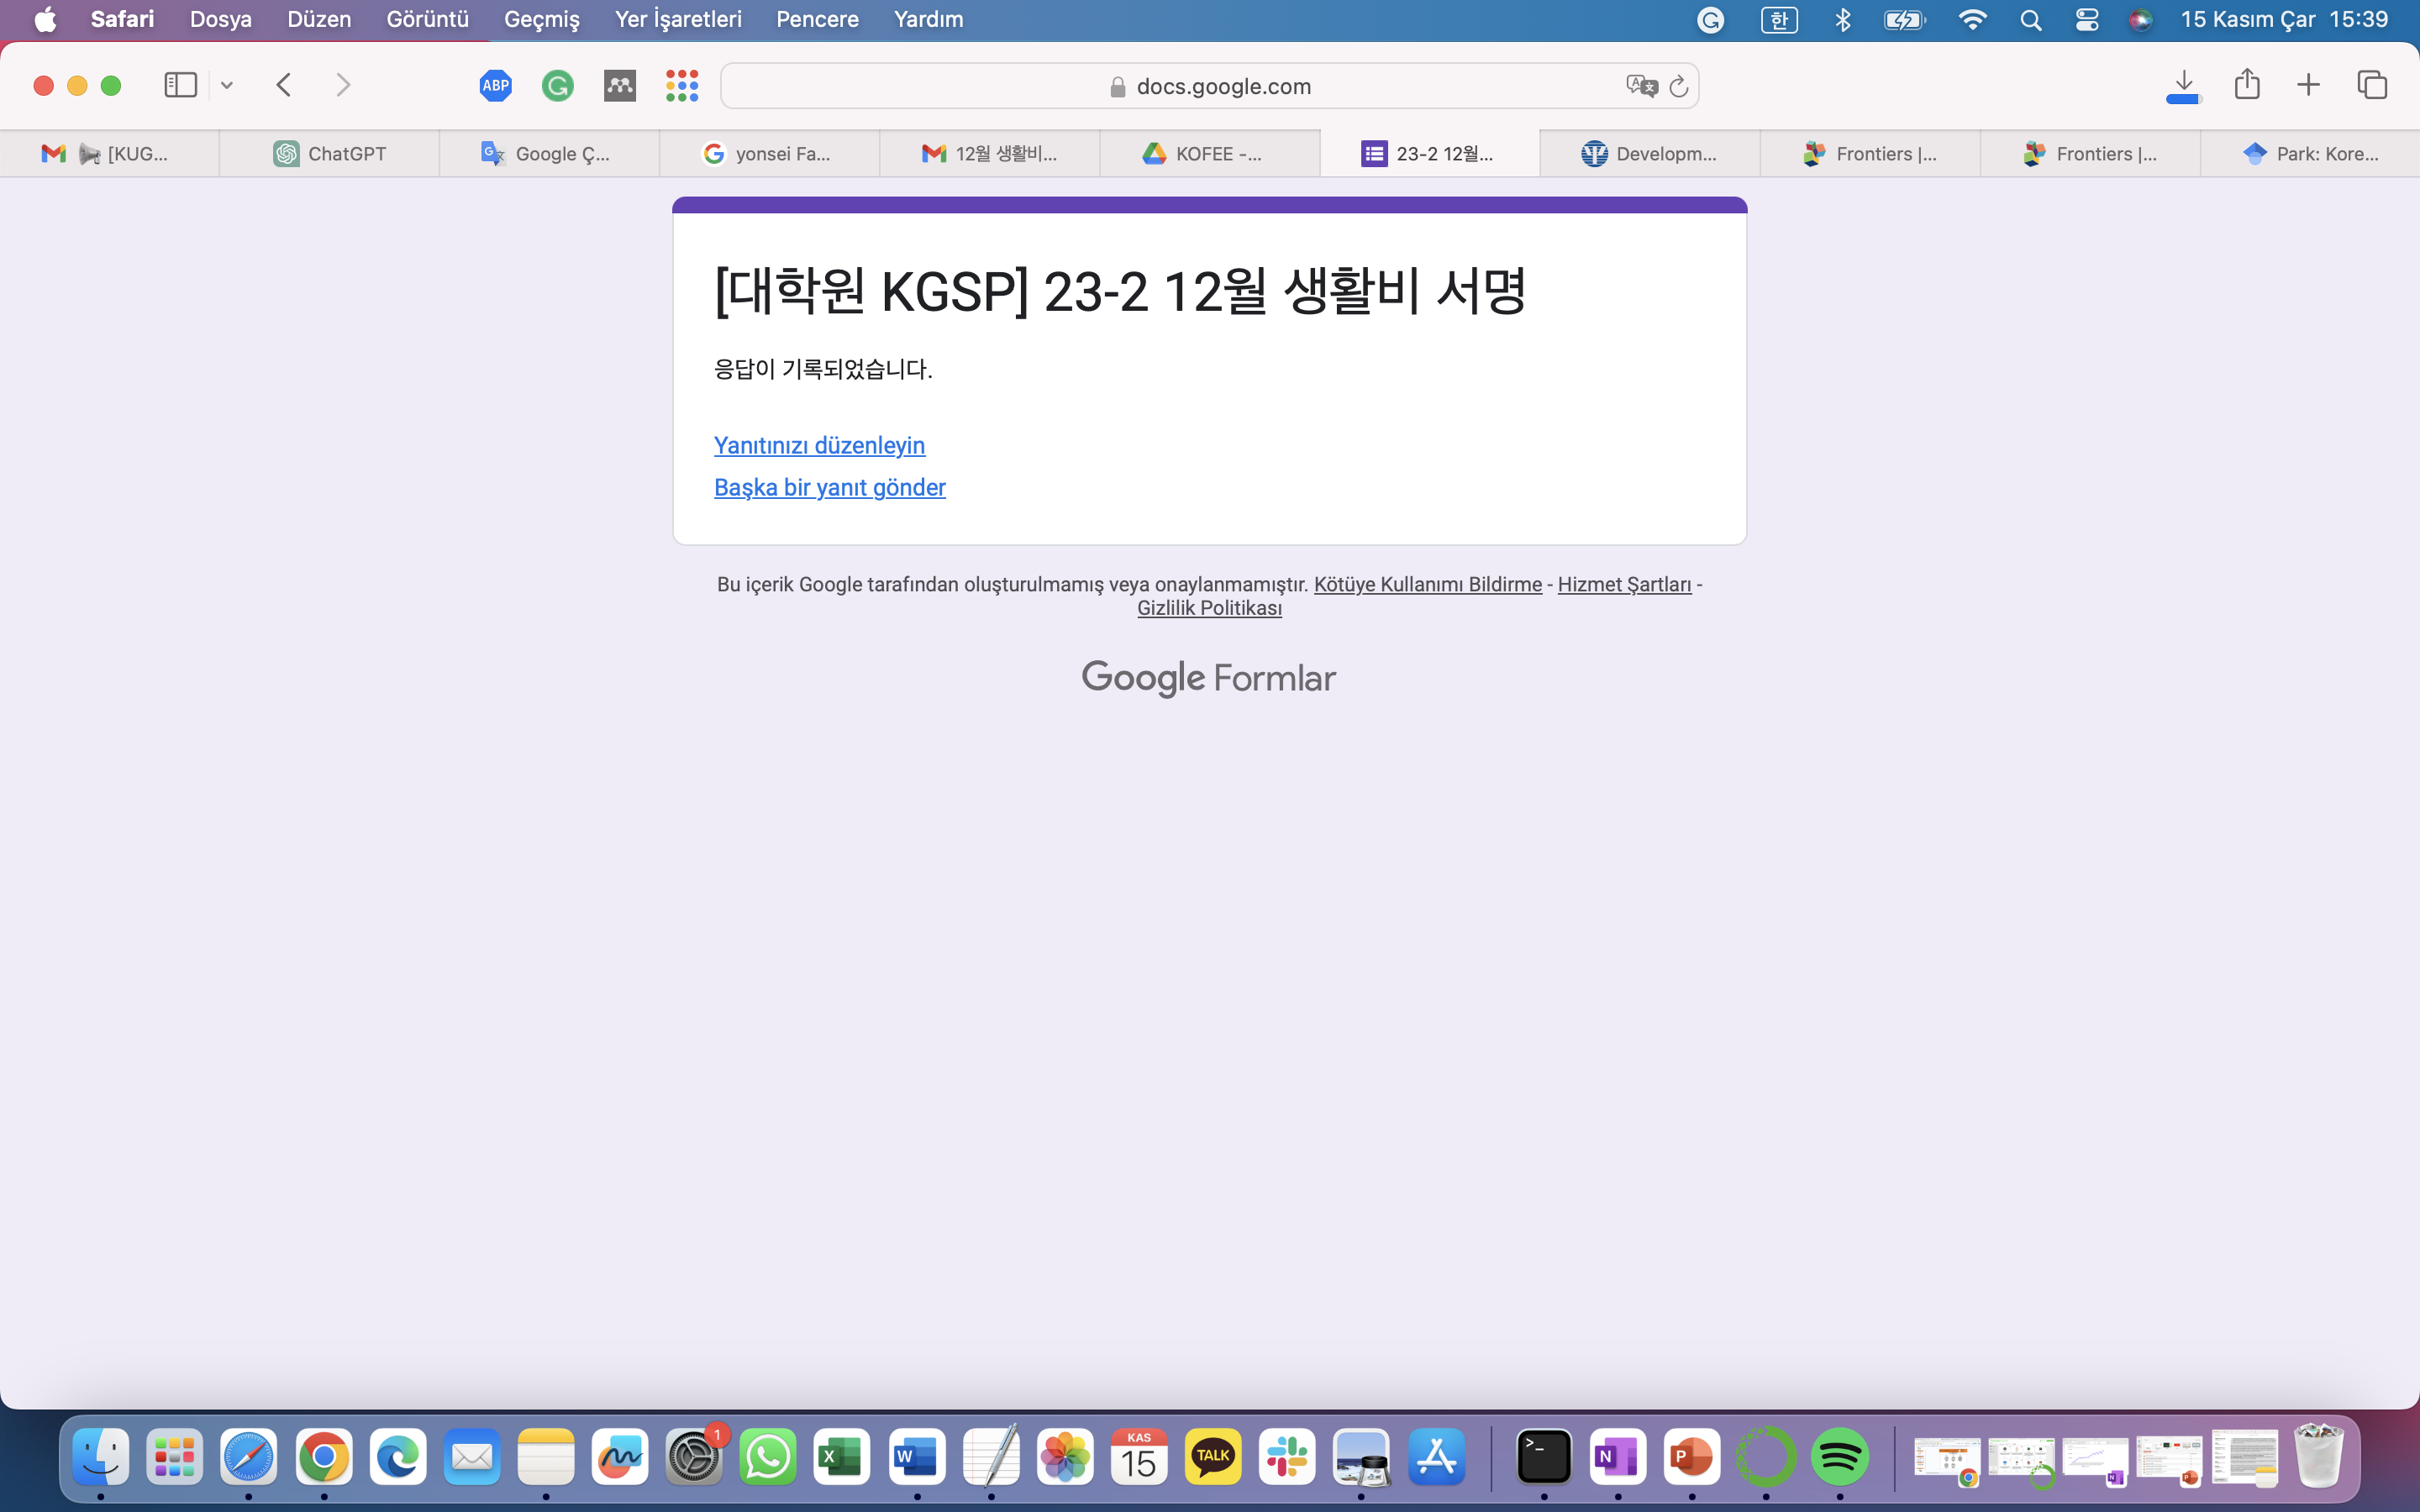 Safari Dosya Düzen Görüntü Geçmiş Yer İşaretleri Pencere Yardım 한 15 Kasım Çar 15:39
ABP docs.google.com
[KUG... ChatGPT Google Ç... yonsei Fa... 12월 생활비... KOFEE -... 23-2 12월... Developm... Frontiers |... Frontiers |... Park: Kore...
[대학원 KGSP] 23-2 12월 생활비 서명
응답이 기록되었습니다.
Yanıtınızı düzenleyin
Başka bir yanıt gönder
Bu içerik Google tarafından oluşturulmamış veya onaylanmamıştır. Kötüye Kullanımı Bildirme - Hizmet Şartları -
Gizlilik Politikası
Google Formlar
1
KAS
15
TALK